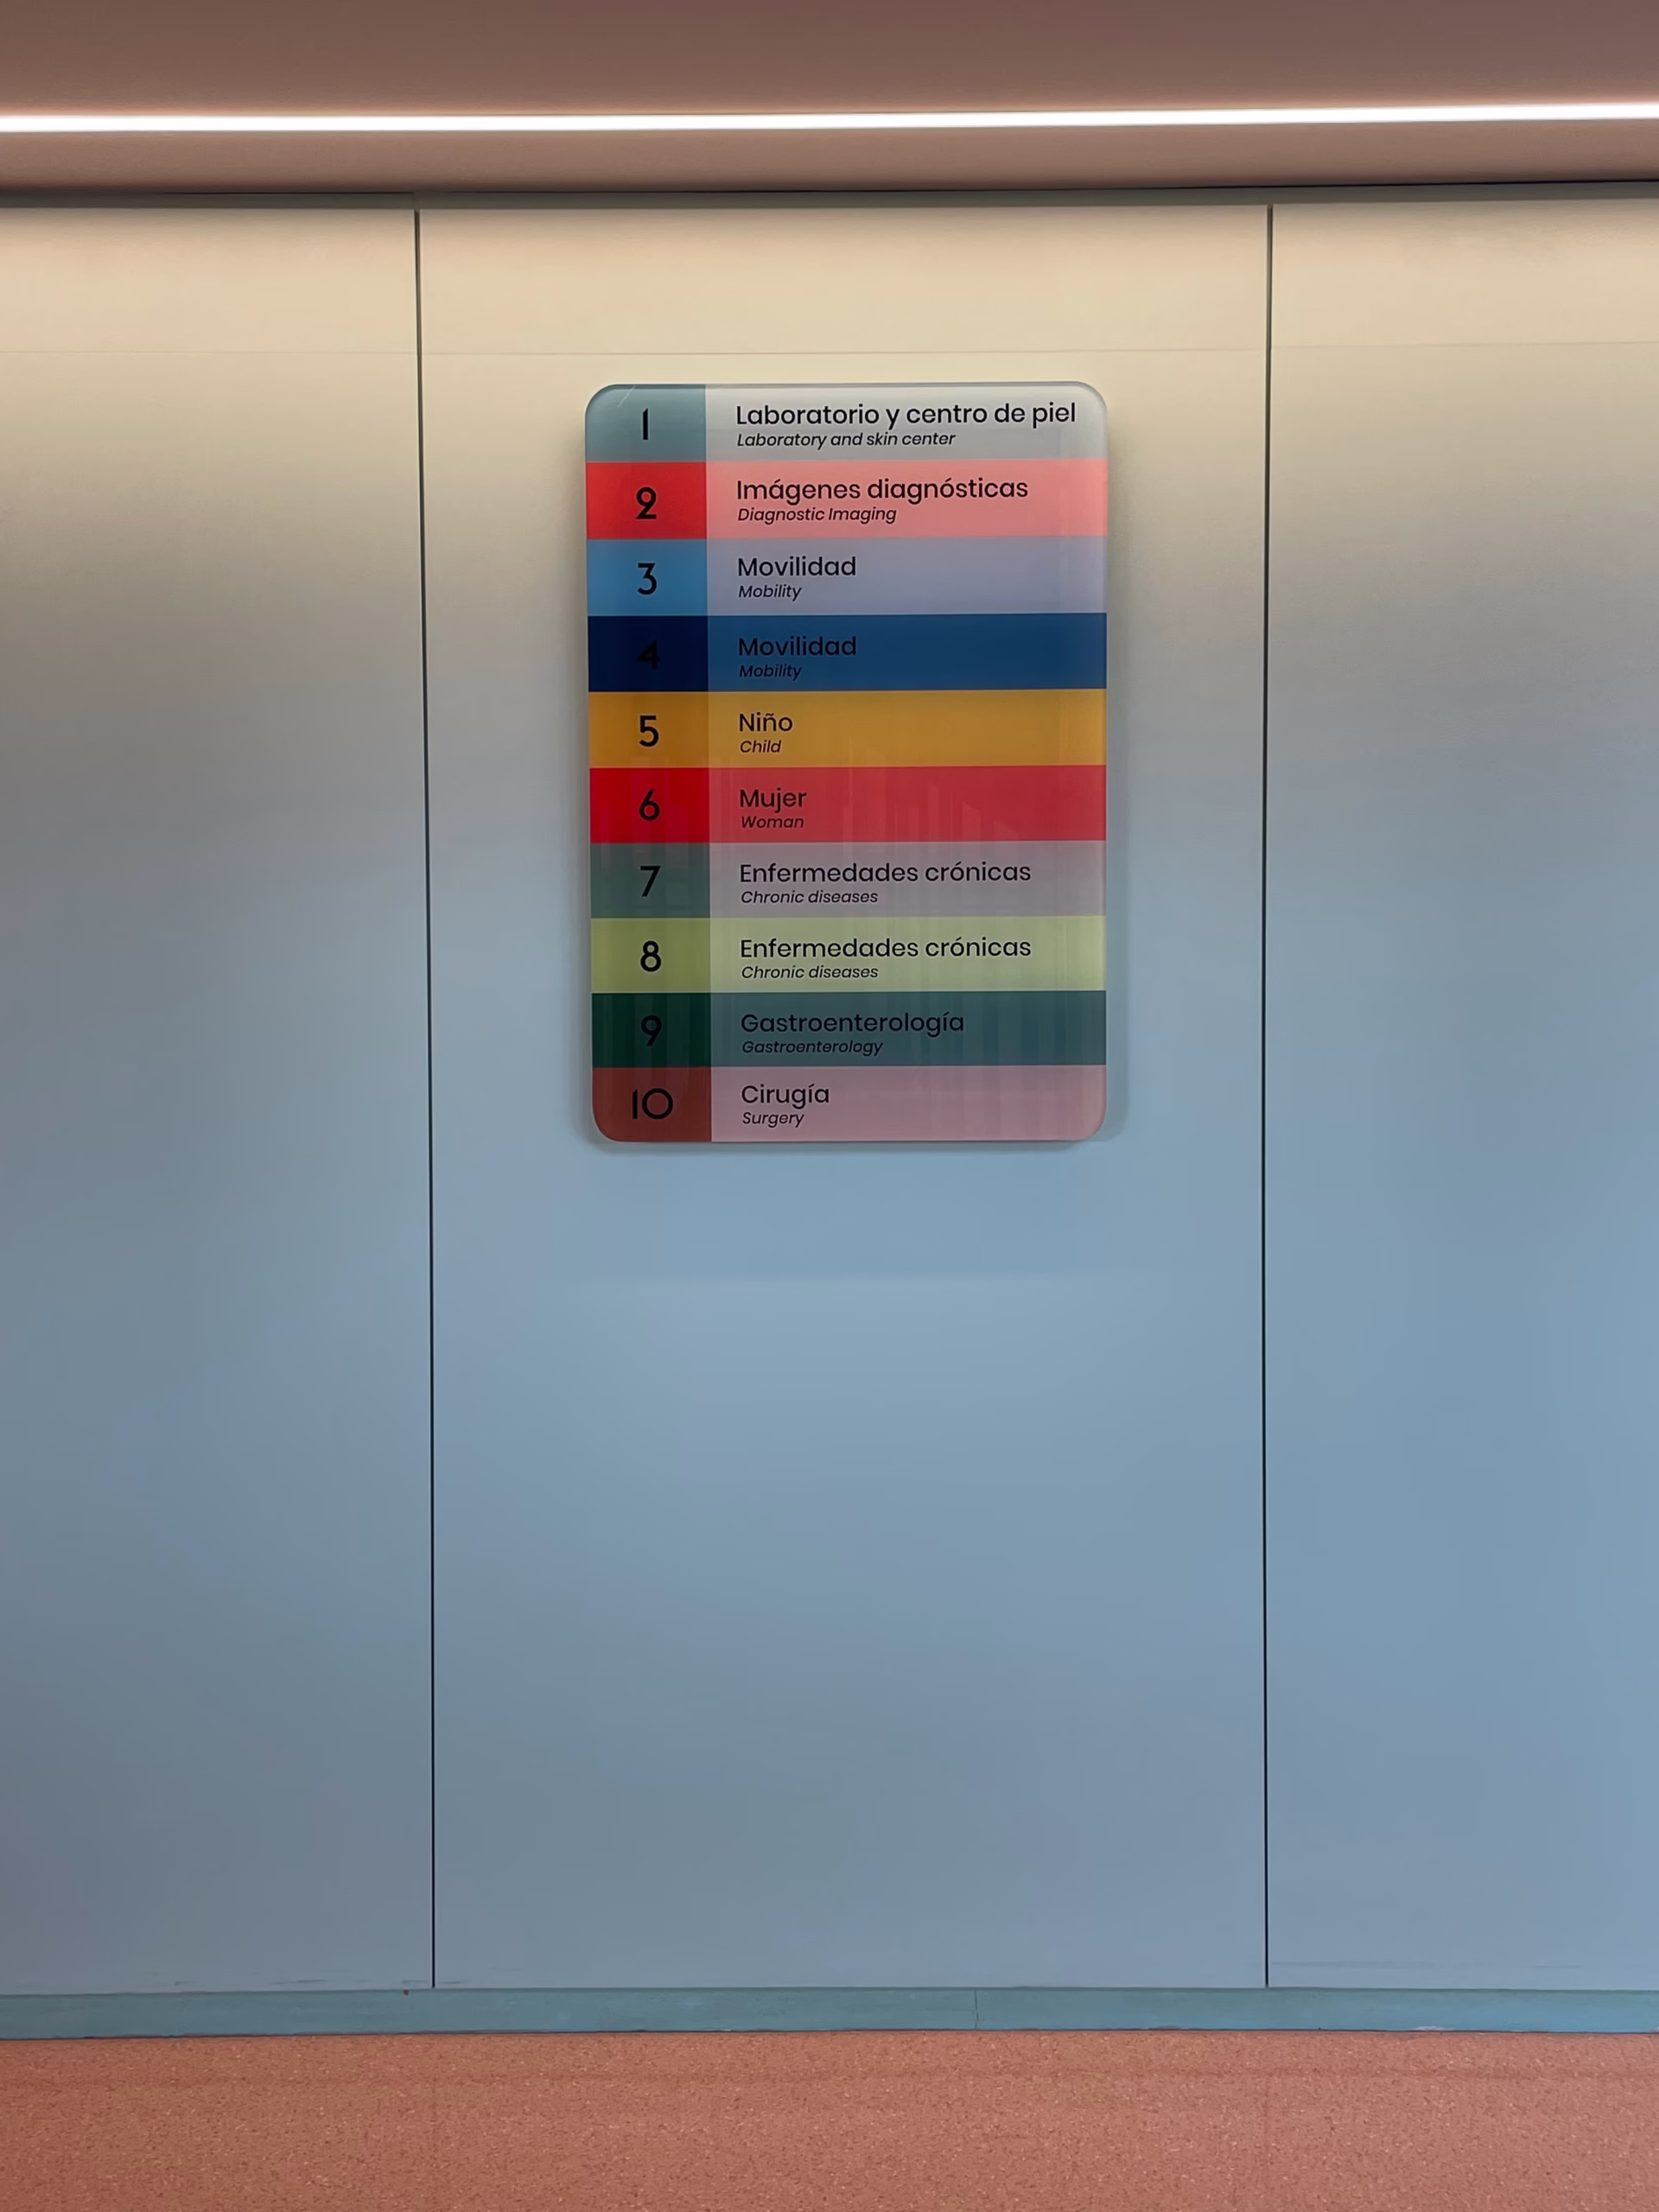 1
Laboratorio y centro de piel
Laboratory and skin center
2
Imágenes diagnósticas
Diagnostic Imaging
3
Movilidad
Mobility
4
Movilidad
Mobility
5
Niño
Child
6
Mujer
Woman
7
Enfermedades crónicas
Chronic diseases
8
Enfermedades crónicas
Chronic diseases
9
Gastroenterología
Gastroenterology
10
Cirugía
Surgery